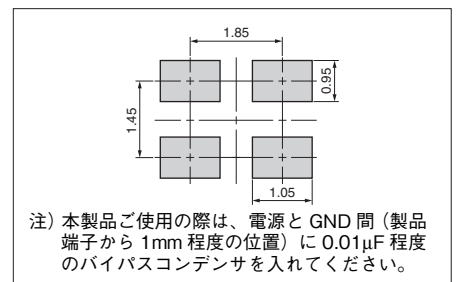 1.85
0.95
1.45
1.05
注）本製品ご使用の際は、電源と GND 間（製品
端子から 1mm 程度の位置）に 0.01μF 程度
のバイパスコンデンサを入れてください。